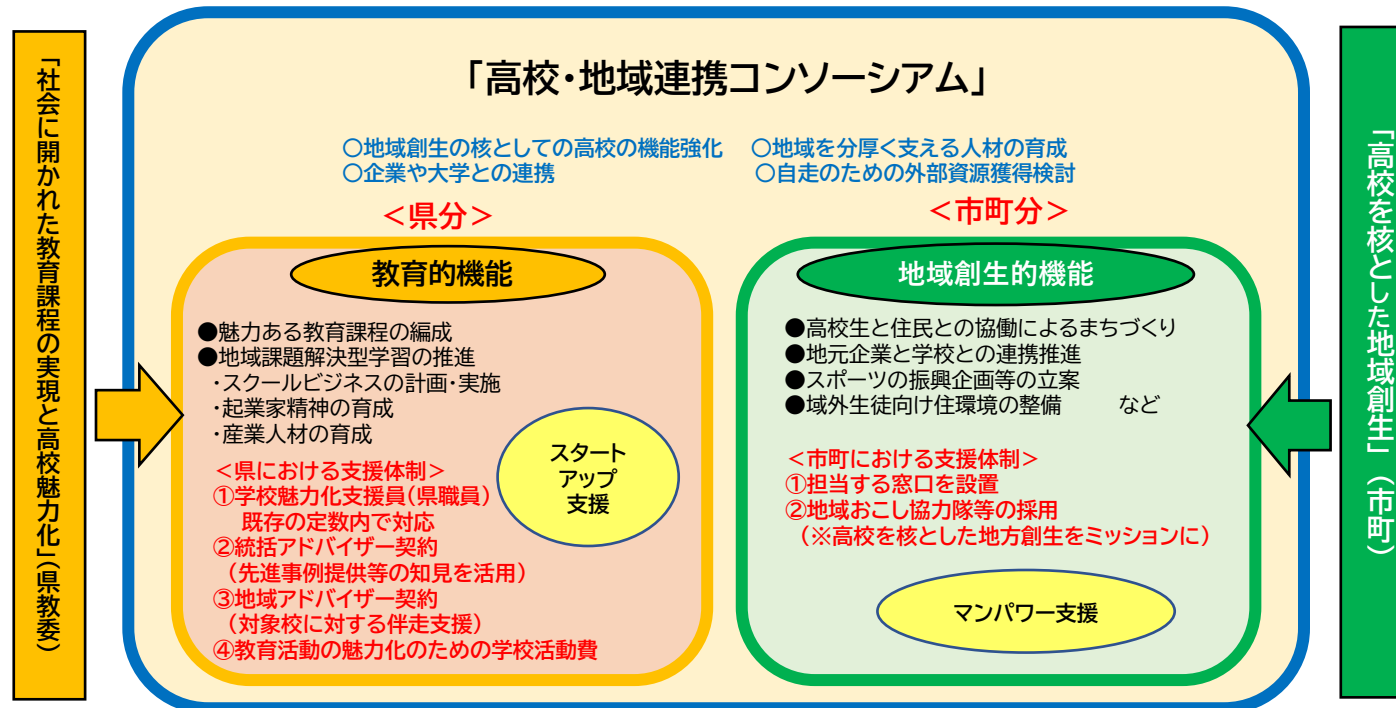 「社会に開かれた教育課程の実現と高校魅力化」(県教委)
「高校・地域連携コンソーシアム」
○地域創生の核としての高校の機能強化　○地域を分厚く支える人材の育成
○企業や大学との連携　○自走のための外部資源獲得検討
＜県分＞
教育的機能
●魅力ある教育課程の編成
●地域課題解決型学習の推進
・スクールビジネスの計画・実施
・起業家精神の育成
・産業人材の育成
＜県における支援体制＞
①学校魅力化支援員(県職員)
既存の定数内で対応
②統括アドバイザー契約
(先進事例提供等の知見を活用)
③地域アドバイザー契約
(対象校に対する伴走支援)
④教育活動の魅力化のための学校活動費
スタート
アップ
支援
＜市町分＞
地域創生的機能
●高校生と住民との協働によるまちづくり
●地元企業と学校との連携推進
●スポーツの振興企画等の立案
●域外生徒向け住環境の整備　　など
＜市町における支援体制＞
①担当する窓口を設置
②地域おこし協力隊等の採用
(※高校を核とした地方創生をミッションに)
マンパワー支援
「高校を核とした地域創生」(市町)